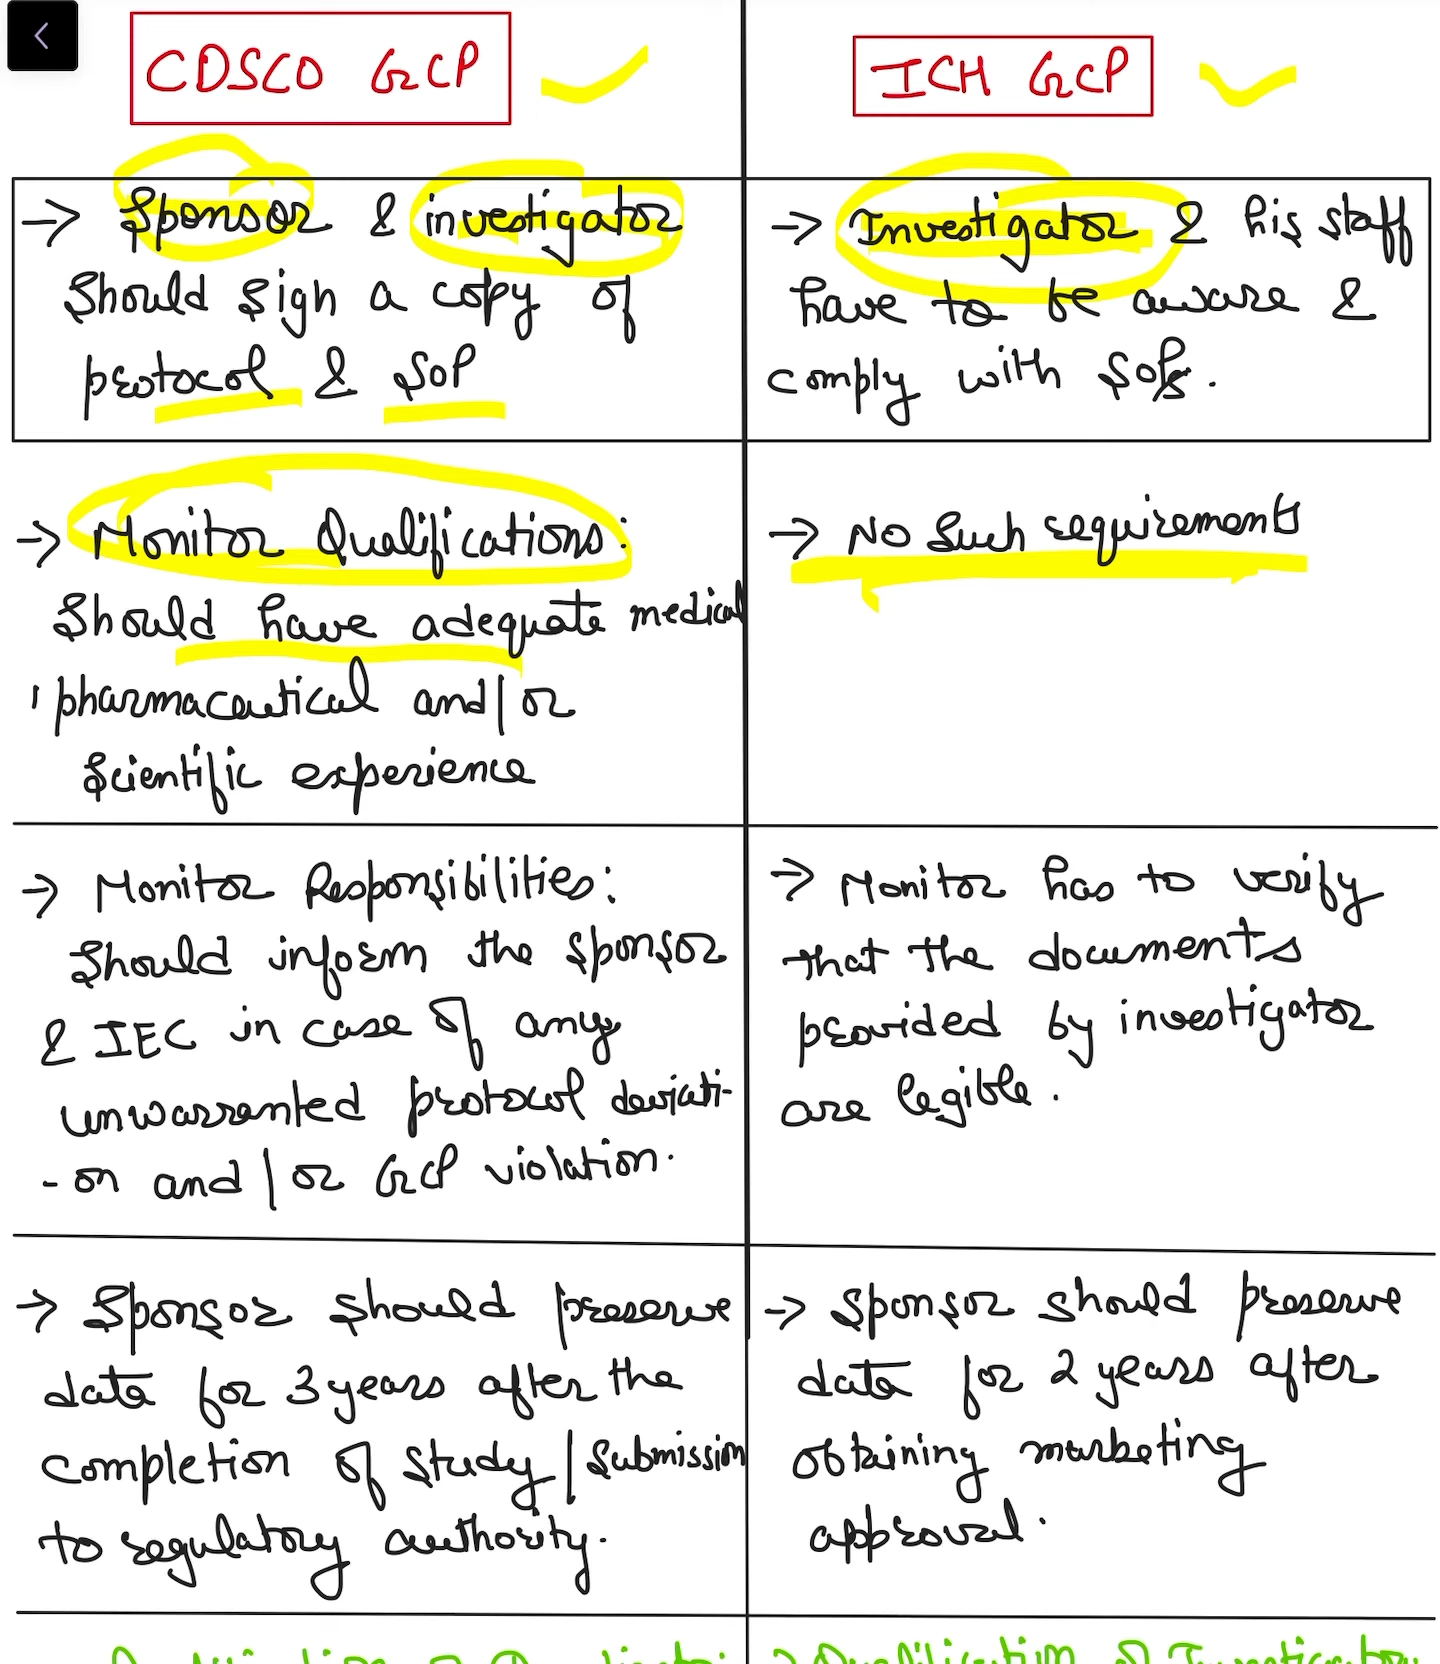 CDSCO GCP
→ Sponsor & investigator
should sign a copy of
protocol & SOP
→ Monitor Qualifications:
Should have adequate medical
, pharmaceutical and/or
Scientific experience
→ Monitor Responsibilities:
Should inform the sponsor
& IEC in case of any
unwarranted protocol deviati-
-on and/or GCP violation.
→ Sponsor should preserve
data for 3 years after the
completion of study / submission
to regulatory authority.
ICH GCP
→ Investigator & his staff
have to be aware &
comply with SOPs.
→ No such requirements
→ Monitor has to verify
that the documents
provided by investigator
are legible.
→ Sponsor should preserve
data for 2 years after
obtaining marketing
approval.